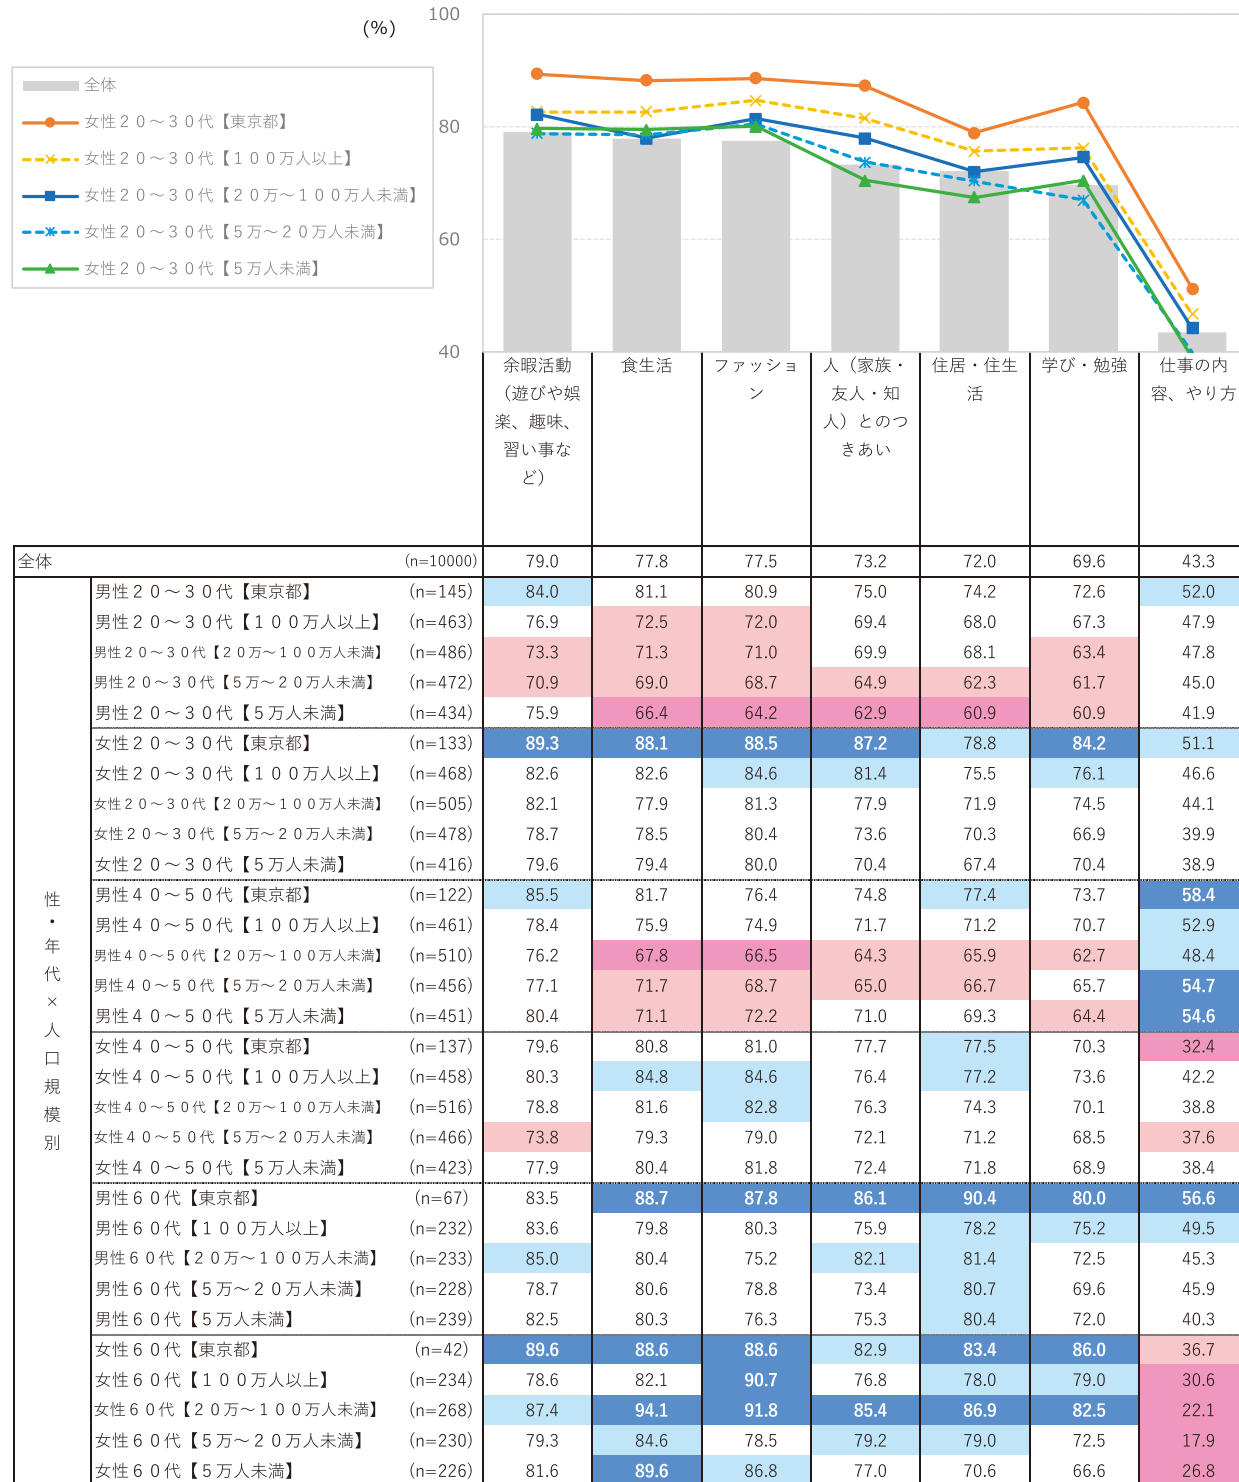 (%)
100
80
60
40
全体
女性２０～３０代【東京都】
女性２０～３０代【１００万人以上】
女性２０～３０代【２０万～１００万人未満】
女性２０～３０代【５万～２０万人未満】
女性２０～３０代【５万人未満】
余暇活動
（遊びや娯
楽、趣味、
習い事な
ど）
食生活
ファッショ
ン
人（家族・
友人・知
人）とのつ
きあい
住居・住生
活
学び・勉強
仕事の内
容、やり方
全体 (n=10000) 79.0 77.8 77.5 73.2 72.0 69.6 43.3
性・年代×人口規模別
男性２０～３０代【東京都】 (n=145) 84.0 81.1 80.9 75.0 74.2 72.6 52.0
男性２０～３０代【１００万人以上】 (n=463) 76.9 72.5 72.0 69.4 68.0 67.3 47.9
男性２０～３０代【２０万～１００万人未満】 (n=486) 73.3 71.3 71.0 69.9 68.1 63.4 47.8
男性２０～３０代【５万～２０万人未満】 (n=472) 70.9 69.0 68.7 64.9 62.3 61.7 45.0
男性２０～３０代【５万人未満】 (n=434) 75.9 66.4 64.2 62.9 60.9 60.9 41.9
女性２０～３０代【東京都】 (n=133) 89.3 88.1 88.5 87.2 78.8 84.2 51.1
女性２０～３０代【１００万人以上】 (n=468) 82.6 82.6 84.6 81.4 75.5 76.1 46.6
女性２０～３０代【２０万～１００万人未満】 (n=505) 82.1 77.9 81.3 77.9 71.9 74.5 44.1
女性２０～３０代【５万～２０万人未満】 (n=478) 78.7 78.5 80.4 73.6 70.3 66.9 39.9
女性２０～３０代【５万人未満】 (n=416) 79.6 79.4 80.0 70.4 67.4 70.4 38.9
男性４０～５０代【東京都】 (n=122) 85.5 81.7 76.4 74.8 77.4 73.7 58.4
男性４０～５０代【１００万人以上】 (n=461) 78.4 75.9 74.9 71.7 71.2 70.7 52.9
男性４０～５０代【２０万～１００万人未満】 (n=510) 76.2 67.8 66.5 64.3 65.9 62.7 48.4
男性４０～５０代【５万～２０万人未満】 (n=456) 77.1 71.7 68.7 65.0 66.7 65.7 54.7
男性４０～５０代【５万人未満】 (n=451) 80.4 71.1 72.2 71.0 69.3 64.4 54.6
女性４０～５０代【東京都】 (n=137) 79.6 80.8 81.0 77.7 77.5 70.3 32.4
女性４０～５０代【１００万人以上】 (n=458) 80.3 84.8 84.6 76.4 77.2 73.6 42.2
女性４０～５０代【２０万～１００万人未満】 (n=516) 78.8 81.6 82.8 76.3 74.3 70.1 38.8
女性４０～５０代【５万～２０万人未満】 (n=466) 73.8 79.3 79.0 72.1 71.2 68.5 37.6
女性４０～５０代【５万人未満】 (n=423) 77.9 80.4 81.8 72.4 71.8 68.9 38.4
男性６０代【東京都】 (n=67) 83.5 88.7 87.8 86.1 90.4 80.0 56.6
男性６０代【１００万人以上】 (n=232) 83.6 79.8 80.3 75.9 78.2 75.2 49.5
男性６０代【２０万～１００万人未満】 (n=233) 85.0 80.4 75.2 82.1 81.4 72.5 45.3
男性６０代【５万～２０万人未満】 (n=228) 78.7 80.6 78.8 73.4 80.7 69.6 45.9
男性６０代【５万人未満】 (n=239) 82.5 80.3 76.3 75.3 80.4 72.0 40.3
女性６０代【東京都】 (n=42) 89.6 88.6 88.6 82.9 83.4 86.0 36.7
女性６０代【１００万人以上】 (n=234) 78.6 82.1 90.7 76.8 78.0 79.0 30.6
女性６０代【２０万～１００万人未満】 (n=268) 87.4 94.1 91.8 85.4 86.9 82.5 22.1
女性６０代【５万～２０万人未満】 (n=230) 79.3 84.6 78.5 79.2 79.0 72.5 17.9
女性６０代【５万人未満】 (n=226) 81.6 89.6 86.8 77.0 70.6 66.6 26.8